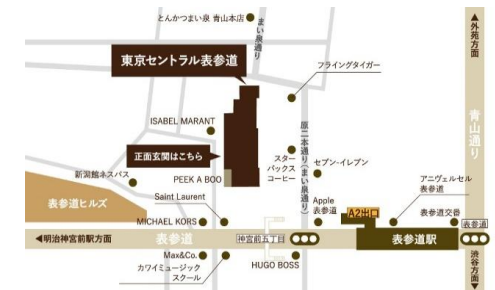 とんかつまい泉 青山本店
まい泉通り
▲外苑方面
東京セントラル表参道
フライングタイガー
青山通り
ISABEL MARANT
原二本通り(まい泉通り)
正面玄関はこちら
スター
バックス
コーヒー
セブン-イレブン
新潟館ネスパス
PEEK A BOO
アニヴェルセル
表参道
表参道ヒルズ
Saint Laurent
MICHAEL KORS
Apple
表参道
A2出口
表参道交番
表参道
◀明治神宮前駅方面
表参道
神宮前五丁目
表参道駅
Max&Co.
カワイミュージック
スクール
HUGO BOSS
渋谷方面▼